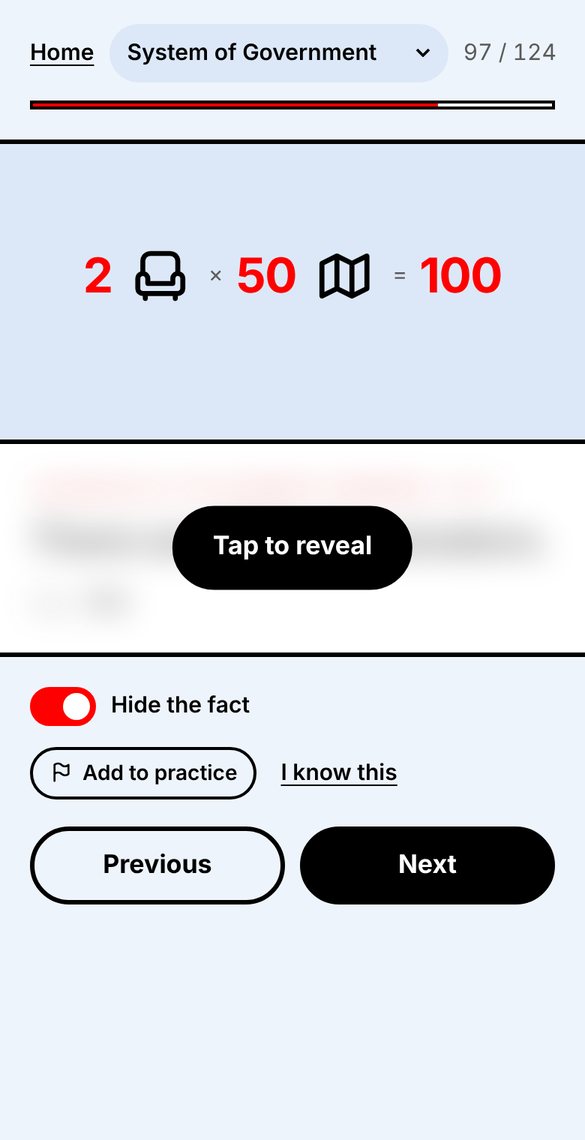 Home System of Government 97 / 124
2 × 50 = 100
Tap to reveal
Hide the fact
Add to practice I know this
Previous Next